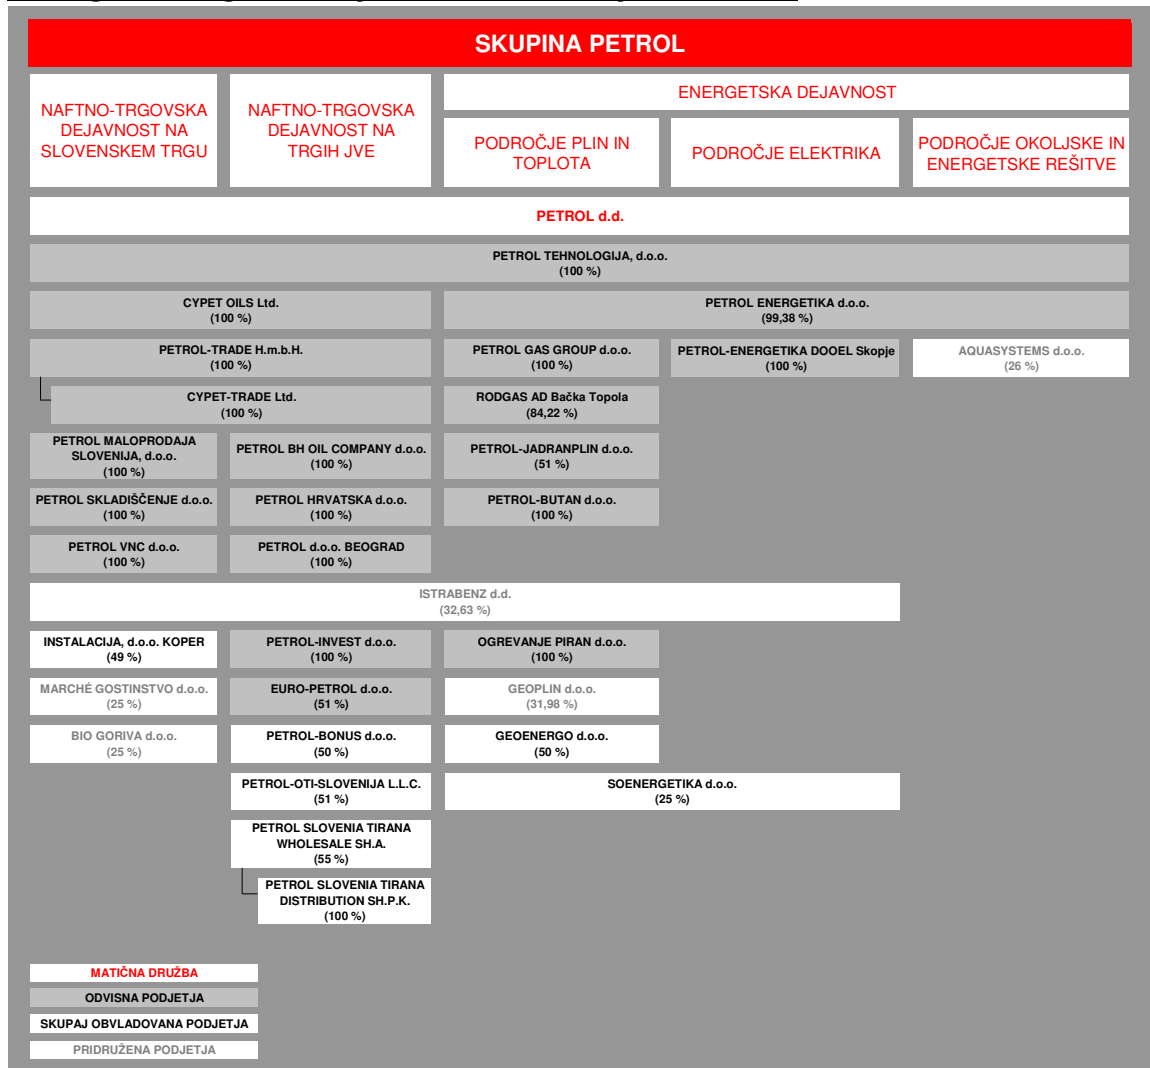 SKUPINA PETROL
NAFTNO-TRGOVSKA
DEJAVNOST NA
SLOVENSKEM TRGU
NAFTNO-TRGOVSKA
DEJAVNOST NA
TRGIH JVE
ENERGETSKA DEJAVNOST
PODROČJE PLIN IN
TOPLOTA
PODROČJE ELEKTRIKA
PODROČJE OKOLJSKE IN
ENERGETSKE REŠITVE
PETROL d.d.
PETROL TEHNOLOGIJA, d.o.o.
(100 %)
CYPET OILS Ltd.
(100 %)
PETROL ENERGETIKA d.o.o.
(99,38 %)
PETROL-TRADE H.m.b.H.
(100 %)
PETROL GAS GROUP d.o.o.
(100 %)
PETROL-ENERGETIKA DOOEL Skopje
(100 %)
AQUASYSTEMS d.o.o.
(26 %)
CYPET-TRADE Ltd.
(100 %)
RODGAS AD Bačka Topola
(84,22 %)
PETROL MALOPRODAJA
SLOVENIJA, d.o.o.
(100 %)
PETROL BH OIL COMPANY d.o.o.
(100 %)
PETROL-JADRANPLIN d.o.o.
(51 %)
PETROL SKLADIŠČENJE d.o.o.
(100 %)
PETROL HRVATSKA d.o.o.
(100 %)
PETROL-BUTAN d.o.o.
(100 %)
PETROL VNC d.o.o.
(100 %)
PETROL d.o.o. BEOGRAD
(100 %)
ISTRABENZ d.d.
(32,63 %)
INSTALACIJA, d.o.o. KOPER
(49 %)
PETROL-INVEST d.o.o.
(100 %)
OGREVANJE PIRAN d.o.o.
(100 %)
MARCHÉ GOSTINSTVO d.o.o.
(25 %)
EURO-PETROL d.o.o.
(51 %)
GEOPLIN d.o.o.
(31,98 %)
BIO GORIVA d.o.o.
(25 %)
PETROL-BONUS d.o.o.
(50 %)
GEOENERGO d.o.o.
(50 %)
PETROL-OTI-SLOVENIJA L.L.C.
(51 %)
SOENERGETIKA d.o.o.
(25 %)
PETROL SLOVENIA TIRANA
WHOLESALE SH.A.
(55 %)
PETROL SLOVENIA TIRANA
DISTRIBUTION SH.P.K.
(100 %)
MATIČNA DRUŽBA
ODVISNA PODJETJA
SKUPAJ OBVLADOVANA PODJETJA
PRIDRUŽENA PODJETJA